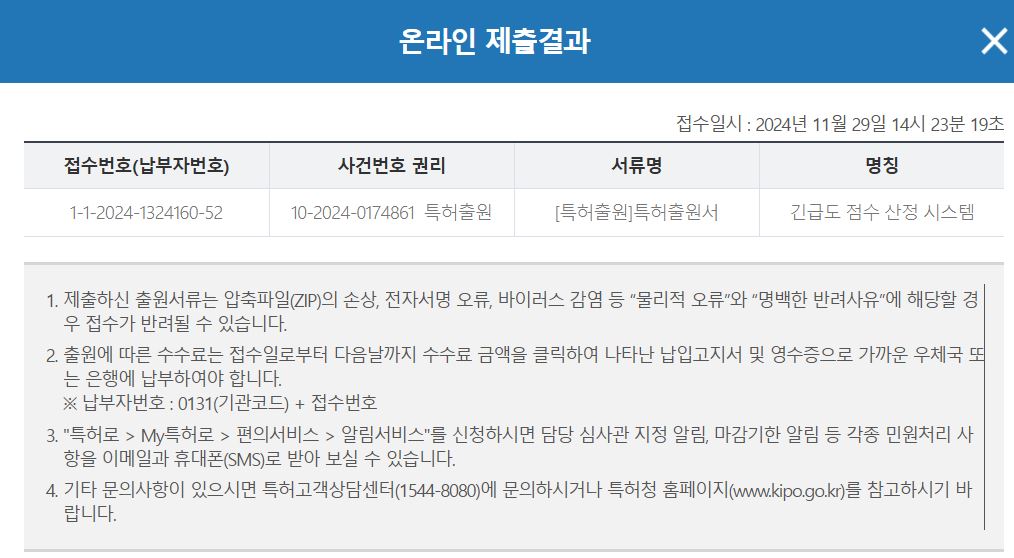 온라인 제출결과
접수일시 : 2024년 11월 29일 14시 23분 19초
접수번호(납부자번호) 사건번호 권리 서류명 명칭
1-1-2024-1324160-52 10-2024-0174861 특허출원 [특허출원]특허출원서 긴급도 점수 산정 시스템
1. 제출하신 출원서류는 압축파일(ZIP)의 손상, 전자서명 오류, 바이러스 감염 등 “물리적 오류”와 “명백한 반려사유”에 해당할 경
우 접수가 반려될 수 있습니다.
2. 출원에 따른 수수료는 접수일로부터 다음날까지 수수료 금액을 클릭하여 나타난 납입고지서 및 영수증으로 가까운 우체국 또
는 은행에 납부하여야 합니다.
※ 납부자번호 : 0131(기관코드) + 접수번호
3. "특허로 > My특허로 > 편의서비스 > 알림서비스"를 신청하시면 담당 심사관 지정 알림, 마감기한 알림 등 각종 민원처리 사
항을 이메일과 휴대폰(SMS)로 받아 보실 수 있습니다.
4. 기타 문의사항이 있으시면 특허고객상담센터(1544-8080)에 문의하시거나 특허청 홈페이지(www.kipo.go.kr)를 참고하시기 바
랍니다.